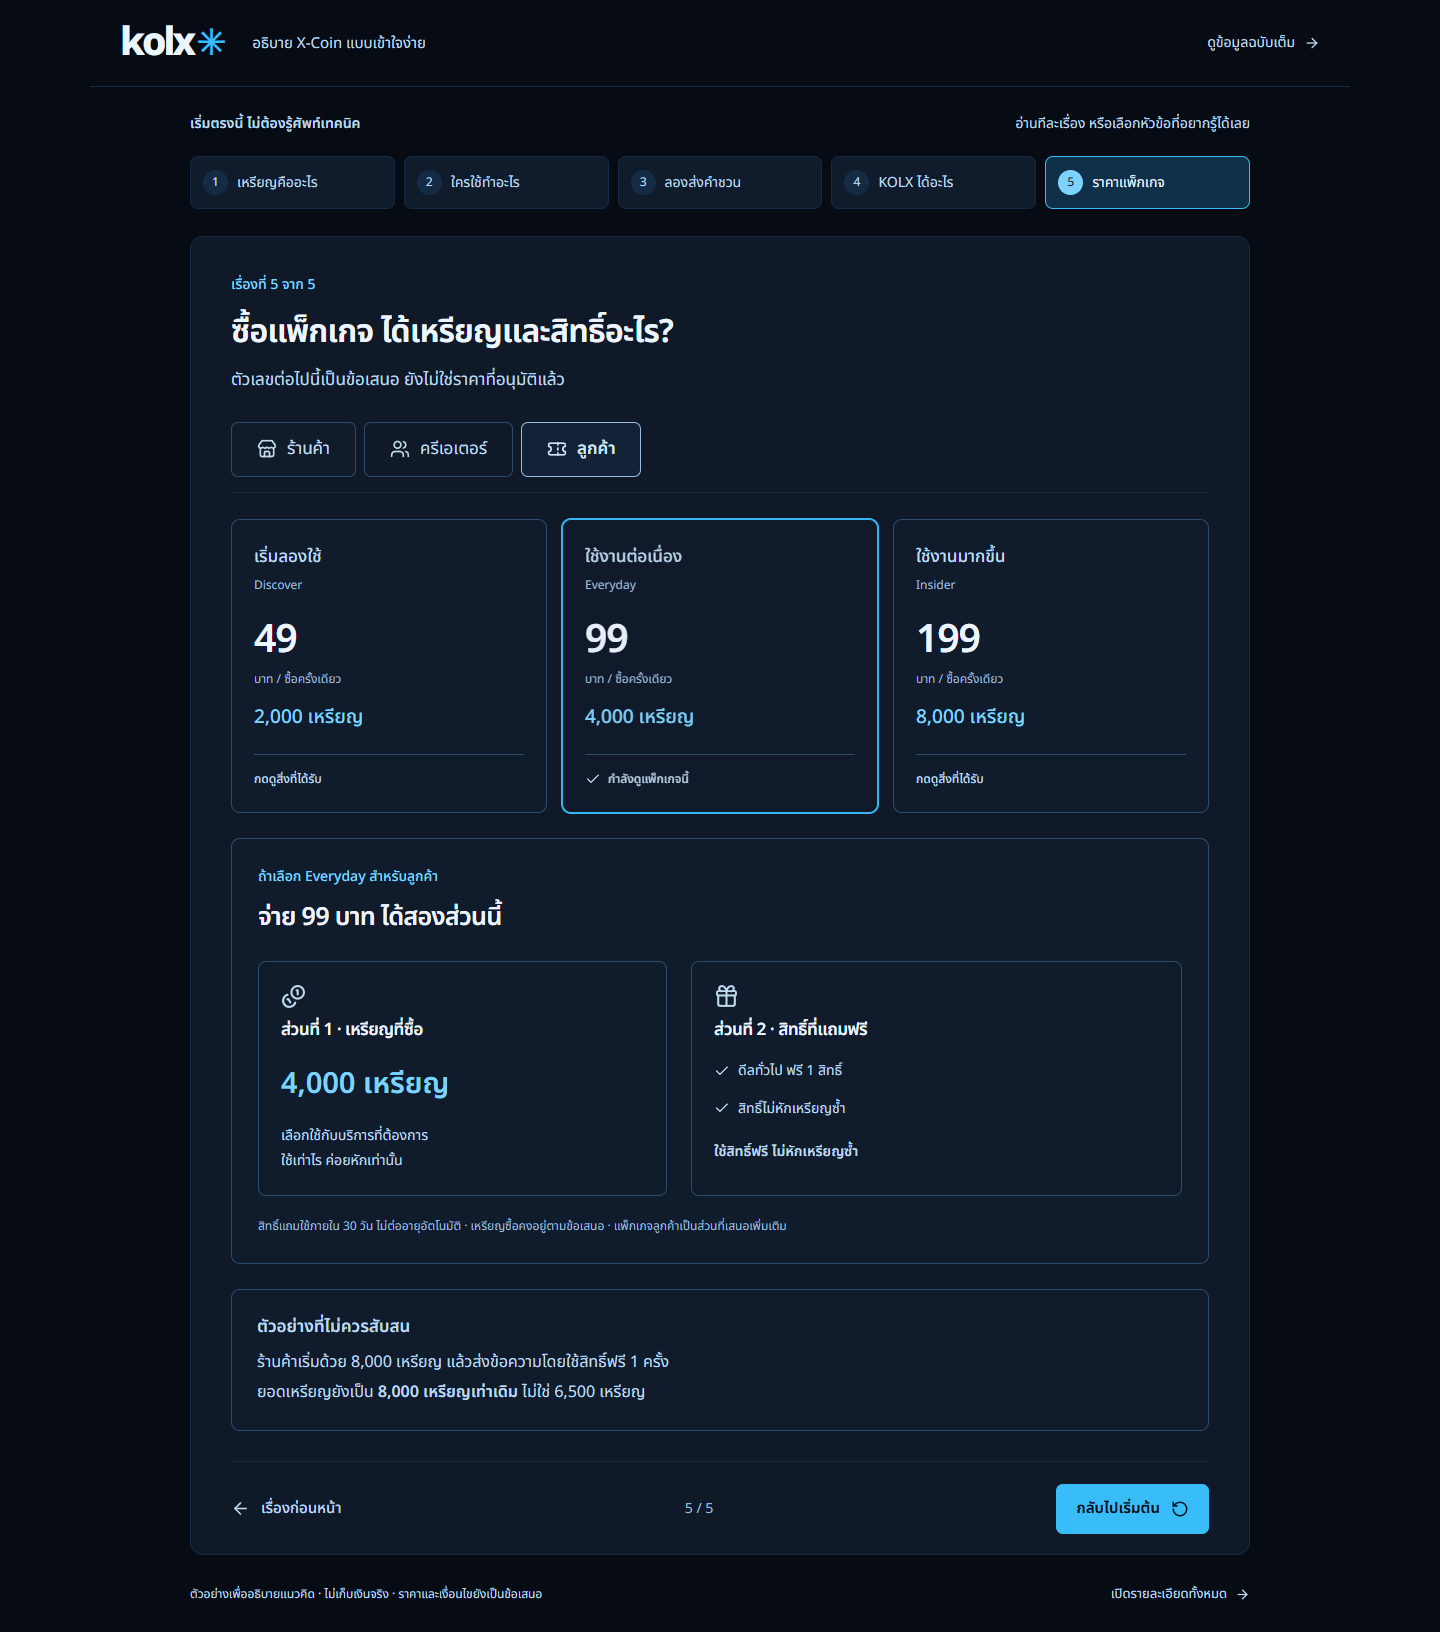 kolx
อธิบาย X-Coin แบบเข้าใจง่าย
ดูข้อมูลฉบับเต็ม
เริ่มตรงนี้ ไม่ต้องรู้ศัพท์เทคนิค
อ่านทีละเรื่อง หรือเลือกหัวข้อที่อยากรู้ได้เลย
1 เหรียญคืออะไร
2 ใครใช้ทำอะไร
3 ลองส่งคำชวน
4 KOLX ได้อะไร
5 ราคาแพ็กเกจ
เรื่องที่ 5 จาก 5
ซื้อแพ็กเกจ ได้เหรียญและสิทธิ์อะไร?
ตัวเลขต่อไปนี้เป็นข้อเสนอ ยังไม่ใช่ราคาที่อนุมัติแล้ว
ร้านค้า
ครีเอเตอร์
ลูกค้า
เริ่มลองใช้
Discover
49
บาท / ซื้อครั้งเดียว
2,000 เหรียญ
กดดูสิ่งที่ได้รับ
ใช้งานต่อเนื่อง
Everyday
99
บาท / ซื้อครั้งเดียว
4,000 เหรียญ
กำลังดูแพ็กเกจนี้
ใช้งานมากขึ้น
Insider
199
บาท / ซื้อครั้งเดียว
8,000 เหรียญ
กดดูสิ่งที่ได้รับ
ถ้าเลือก Everyday สำหรับลูกค้า
จ่าย 99 บาท ได้สองส่วนนี้
ส่วนที่ 1 · เหรียญที่ซื้อ
4,000 เหรียญ
เลือกใช้กับบริการที่ต้องการ
ใช้เท่าไร ค่อยหักเท่านั้น
ส่วนที่ 2 · สิทธิ์ที่แถมฟรี
ดีลทั่วไป ฟรี 1 สิทธิ์
สิทธิ์ไม่หักเหรียญซ้ำ
ใช้สิทธิ์ฟรี ไม่หักเหรียญซ้ำ
สิทธิ์แถมใช้ภายใน 30 วัน ไม่ต่ออายุอัตโนมัติ · เหรียญซื้อคงอยู่ตามข้อเสนอ · แพ็กเกจลูกค้าเป็นส่วนที่เสนอเพิ่มเติม
ตัวอย่างที่ไม่ควรสับสน
ร้านค้าเริ่มด้วย 8,000 เหรียญ แล้วส่งข้อความโดยใช้สิทธิ์ฟรี 1 ครั้ง
ยอดเหรียญยังเป็น 8,000 เหรียญเท่าเดิม ไม่ใช่ 6,500 เหรียญ
เรื่องก่อนหน้า
5 / 5
กลับไปเริ่มต้น
ตัวอย่างเพื่ออธิบายแนวคิด · ไม่เก็บเงินจริง · ราคาและเงื่อนไขยังเป็นข้อเสนอ
เปิดรายละเอียดทั้งหมด